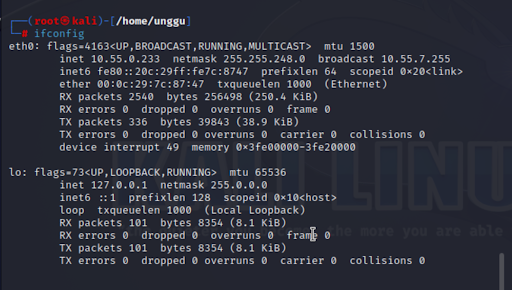 ┌──(root㉿kali)-[/home/unggu]
└─# ifconfig
eth0: flags=4163<UP,BROADCAST,RUNNING,MULTICAST>  mtu 1500
        inet 10.55.0.233  netmask 255.255.248.0  broadcast 10.55.7.255
        inet6 fe80::20c:29ff:fe7c:8747  prefixlen 64  scopeid 0×20<link>
        ether 00:0c:29:7c:87:47  txqueuelen 1000  (Ethernet)
        RX packets 2540  bytes 256498 (250.4 KiB)
        RX errors 0  dropped 0  overruns 0  frame 0
        TX packets 336  bytes 39843 (38.9 KiB)
        TX errors 0  dropped 0 overruns 0  carrier 0  collisions 0
        device interrupt 49  memory 0×3fe00000-3fe20000
lo: flags=73<UP,LOOPBACK,RUNNING>  mtu 65536
        inet 127.0.0.1  netmask 255.0.0.0
        inet6 ::1  prefixlen 128  scopeid 0×10<host>
        loop  txqueuelen 1000  (Local Loopback)
        RX packets 101  bytes 8354 (8.1 KiB)
        RX errors 0  dropped 0  overruns 0  frame 0
        TX packets 101  bytes 8354 (8.1 KiB)
        TX errors 0  dropped 0 overruns 0  carrier 0  collisions 0
KALI LINU
the more you are able